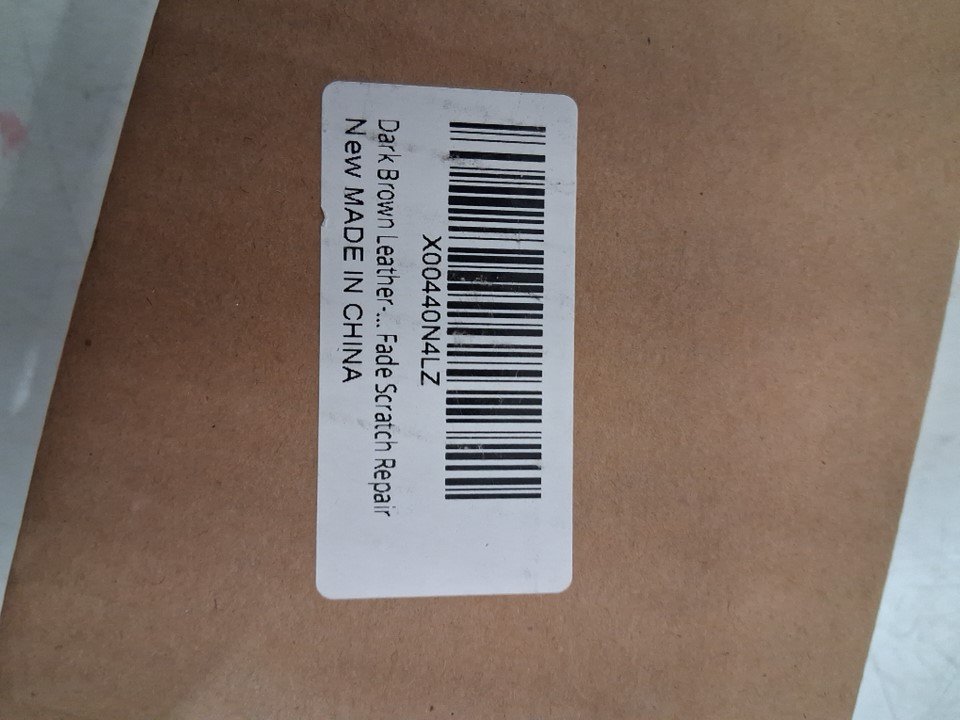 X00440N4LZ
Dark Brown Leather-... Fade Scratch Repair
New MADE IN CHINA